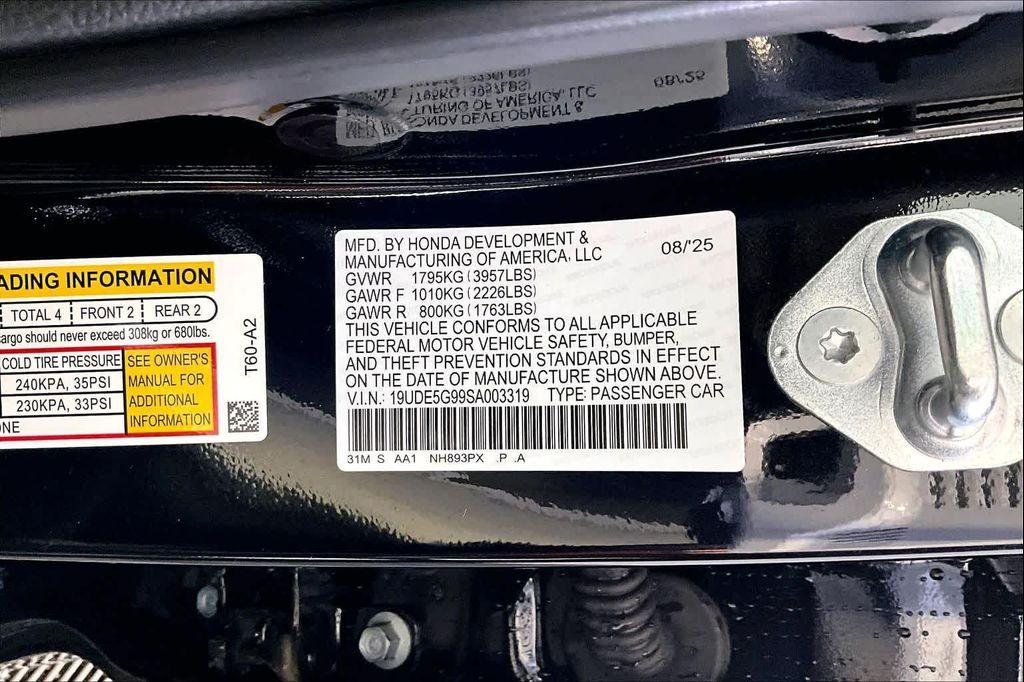 MFD. BY HONDA DEVELOPMENT &
MANUFACTURING OF AMERICA, LLC
08/'25
GVWR 1795KG (3957LBS)
GAWR F 1010KG (2226LBS)
GAWR R 800KG (1763LBS)
THIS VEHICLE CONFORMS TO ALL APPLICABLE
FEDERAL MOTOR VEHICLE SAFETY, BUMPER,
AND THEFT PREVENTION STANDARDS IN EFFECT
ON THE DATE OF MANUFACTURE SHOWN ABOVE.
V.I.N.: 19UDE5G99SA003319 TYPE: PASSENGER CAR
31M S AA1 NH893PX .P .A
ADING INFORMATION
TOTAL 4 FRONT 2 REAR 2
cargo should never exceed 308kg or 680lbs.
COLD TIRE PRESSURE
240KPA, 35PSI
230KPA, 33PSI
SEE OWNER'S
MANUAL FOR
ADDITIONAL
INFORMATION
T60-A2